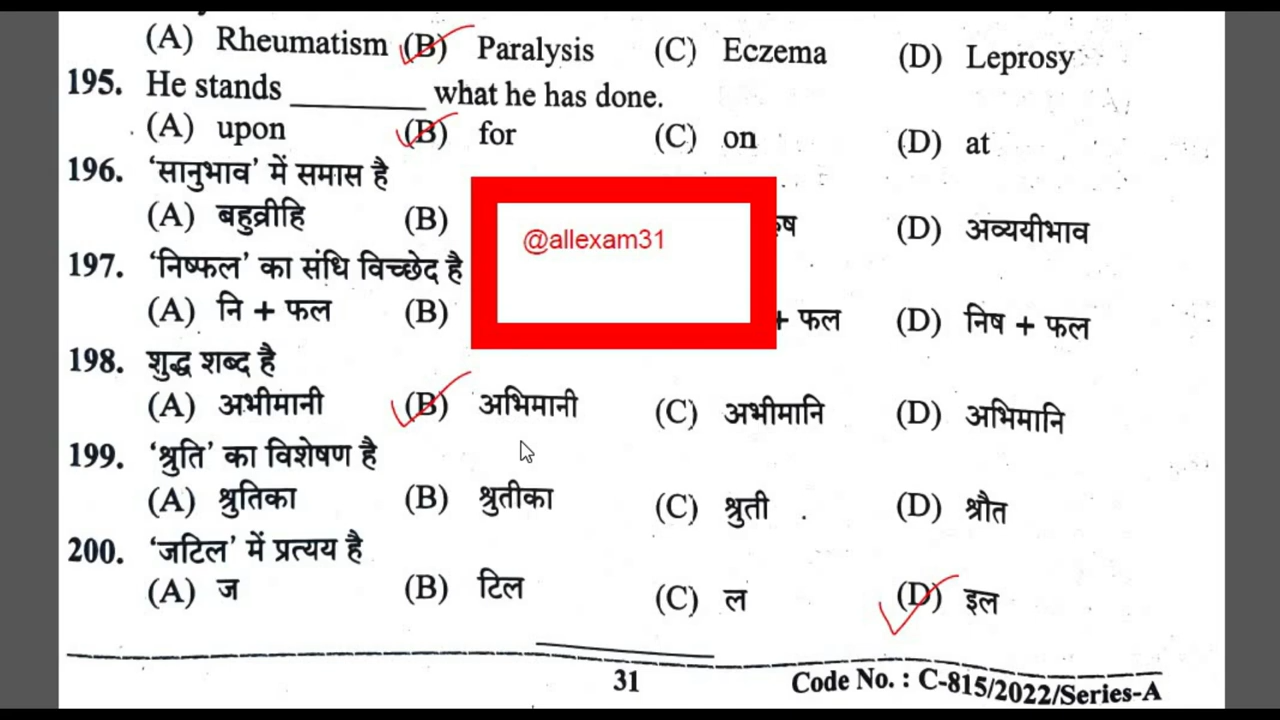 (A) Rheumatism (B) Paralysis (C) Eczema (D) Leprosy
195. He stands __________ what he has done.
(A) upon (B) for (C) on (D) at
196. 'सानुभाव' में समास है
(A) बहुव्रीहि (B) (D) अव्ययीभाव
@allexam31
197. 'निष्फल' का संधि विच्छेद है
(A) नि + फल (B) + फल (D) निष + फल
198. शुद्ध शब्द है
(A) अभीमानी (B) अभिमानी (C) अभीमानि (D) अभिमानि
199. 'श्रुति' का विशेषण है
(A) श्रुतिका (B) श्रुतीका (C) श्रुती (D) श्रौत
200. 'जटिल' में प्रत्यय है
(A) ज (B) टिल (C) ल (D) इल
31 Code No. : C-815/2022/Series-A